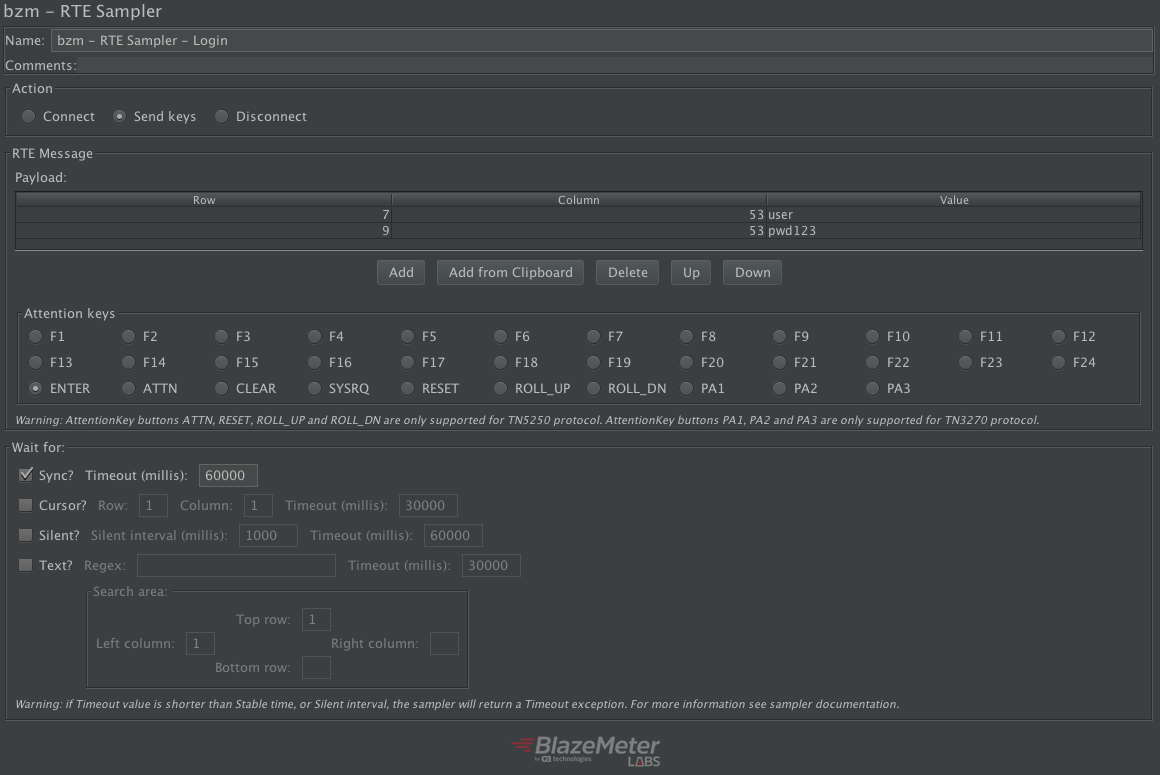 bzm - RTE Sampler
Name: bzm - RTE Sampler - Login
Comments:
Action
Connect Send keys Disconnect
RTE Message
Payload:
Row Column Value
7 53 user
9 53 pwd123
Add Add from Clipboard Delete Up Down
Attention keys
F1 F2 F3 F4 F5 F6 F7 F8 F9 F10 F11 F12
F13 F14 F15 F16 F17 F18 F19 F20 F21 F22 F23 F24
ENTER ATTN CLEAR SYSRQ RESET ROLL_UP ROLL_DN PA1 PA2 PA3
Warning: AttentionKey buttons ATTN, RESET, ROLL_UP and ROLL_DN are only supported for TN5250 protocol. AttentionKey buttons PA1, PA2 and PA3 are only supported for TN3270 protocol.
Wait for:
Sync? Timeout (millis): 60000
Cursor? Row: 1 Column: 1 Timeout (millis): 30000
Silent? Silent interval (millis): 1000 Timeout (millis): 60000
Text? Regex: Timeout (millis): 30000
Search area:
Top row: 1
Left column: 1 Right column:
Bottom row:
Warning: if Timeout value is shorter than Stable time, or Silent interval, the sampler will return a Timeout exception. For more information see sampler documentation.
BlazeMeter
by ca technologies LABS